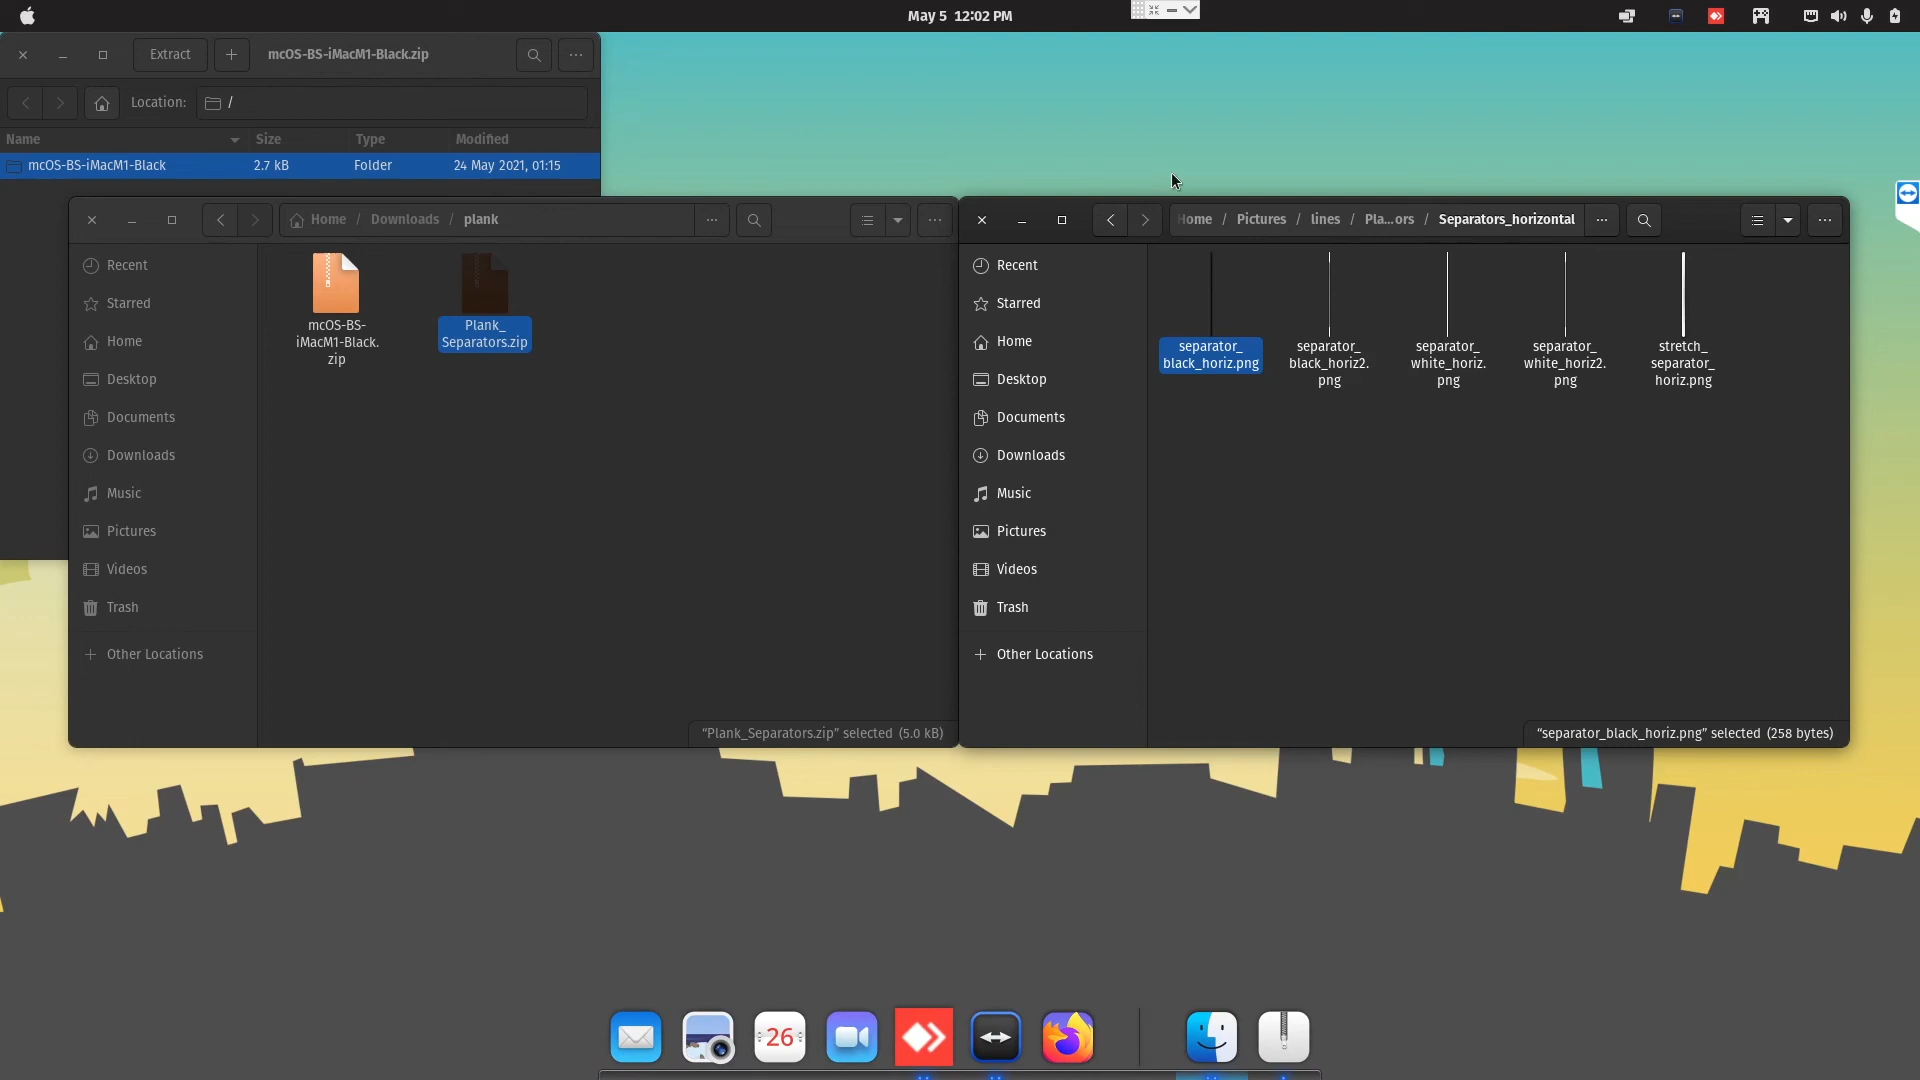 May 5 12:02 PM
Extract
mcOS-BS-iMacM1-Black.zip
Location: /
Name Size Type Modified
mcOS-BS-iMacM1-Black 2.7 kB Folder 24 May 2021, 01:15
Home / Downloads / plank
Recent
Starred
Home
Desktop
Documents
Downloads
Music
Pictures
Videos
Trash
Other Locations
mcOS-BS-
iMacM1-Black.
zip
Plank_
Separators.zip
“Plank_Separators.zip” selected (5.0 kB)
Home / Pictures / lines / Pla...ors / Separators_horizontal
Recent
Starred
Home
Desktop
Documents
Downloads
Music
Pictures
Videos
Trash
Other Locations
separator_
black_horiz.png
separator_
black_horiz2.
png
separator_
white_horiz.
png
separator_
white_horiz2.
png
stretch_
separator_
horiz.png
“separator_black_horiz.png” selected (258 bytes)
26